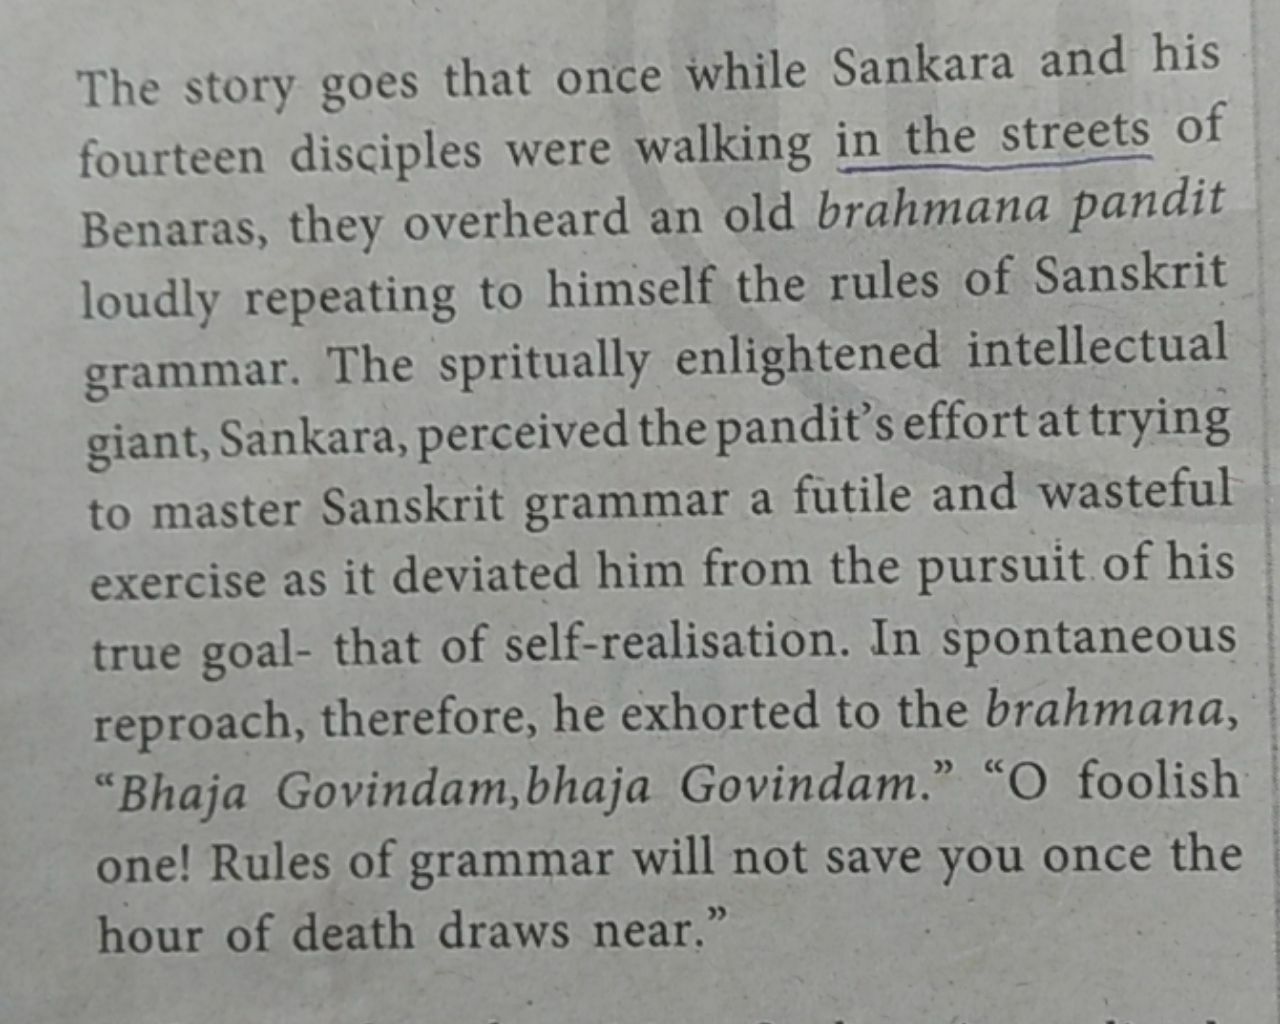 The story goes that once while Sankara and his
fourteen disciples were walking in the streets of
Benaras, they overheard an old brahmana pandit
loudly repeating to himself the rules of Sanskrit
grammar. The spritually enlightened intellectual
giant, Sankara, perceived the pandit’s effort at trying
to master Sanskrit grammar a futile and wasteful
exercise as it deviated him from the pursuit of his
true goal- that of self-realisation. In spontaneous
reproach, therefore, he exhorted to the brahmana,
“Bhaja Govindam,bhaja Govindam.” “O foolish
one! Rules of grammar will not save you once the
hour of death draws near.”